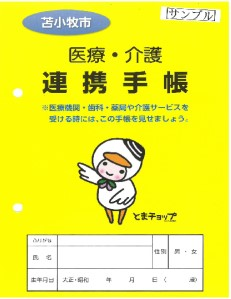 苫小牧市
サンプル
医療・介護
連携手帳
※医療機関・歯科・薬局や介護サービスを
受ける時には、この手帳を見せましょう。
とまチョップ
ふりがな
氏名
性別
男・女
生年月日
大正・昭和 年 月 日( 歳)